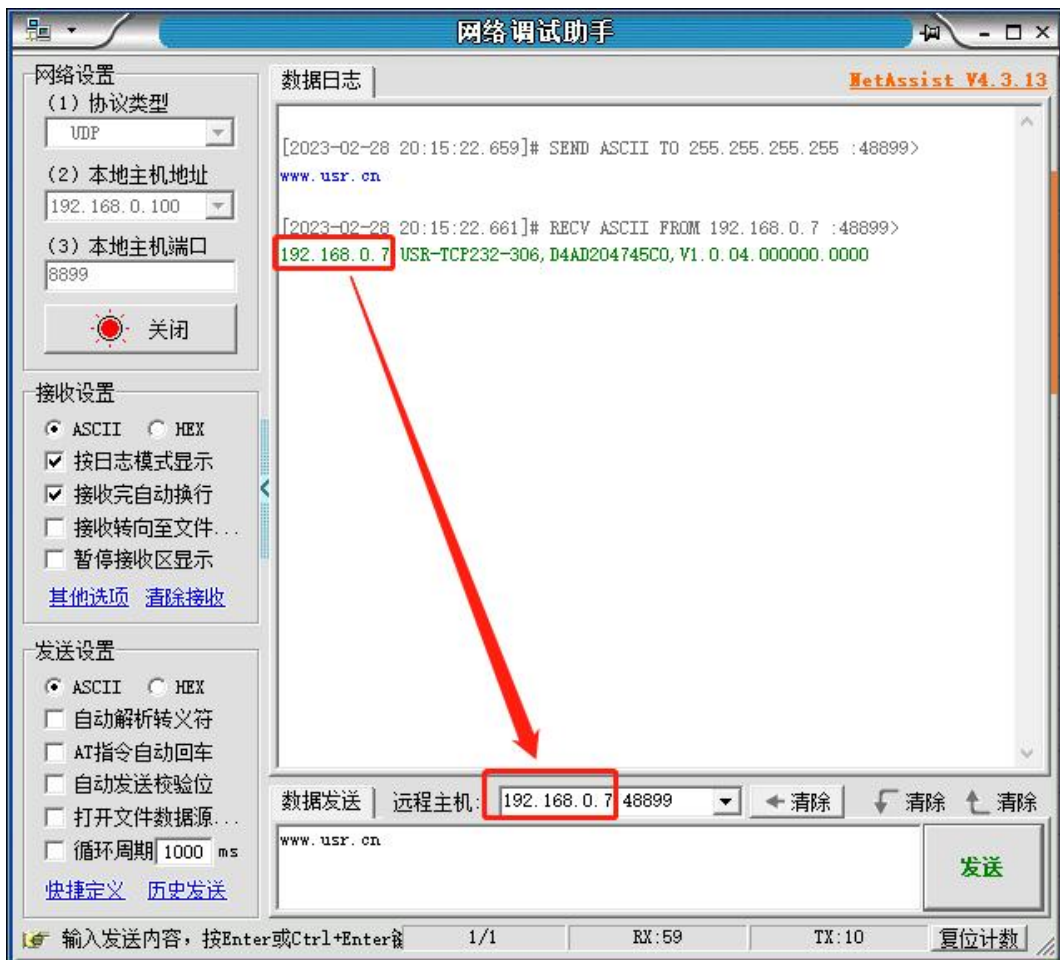 网络调试助手
网络设置
(1) 协议类型
UDP
(2) 本地主机地址
192.168.0.100
(3) 本地主机端口
8899
关闭
接收设置
ASCII HEX
按日志模式显示
接收完自动换行
接收转向至文件...
暂停接收区显示
其他选项 清除接收
发送设置
ASCII HEX
自动解析转义符
AT指令自动回车
自动发送校验位
打开文件数据源...
循环周期 1000 ms
快捷定义 历史发送
数据日志 NetAssist V4.3.13
[2023-02-28 20:15:22.659]# SEND ASCII TO 255.255.255.255 :48899>
www.usr.cn
[2023-02-28 20:15:22.661]# RECV ASCII FROM 192.168.0.7 :48899>
192.168.0.7 USR-TCP232-306,D4AD204745C0,V1.0.04.000000.0000
数据发送 远程主机: 192.168.0.7 48899 清除 清除 清除
www.usr.cn
发送
输入发送内容，按Enter或Ctrl+Enter 1/1 RX:59 TX:10 复位计数